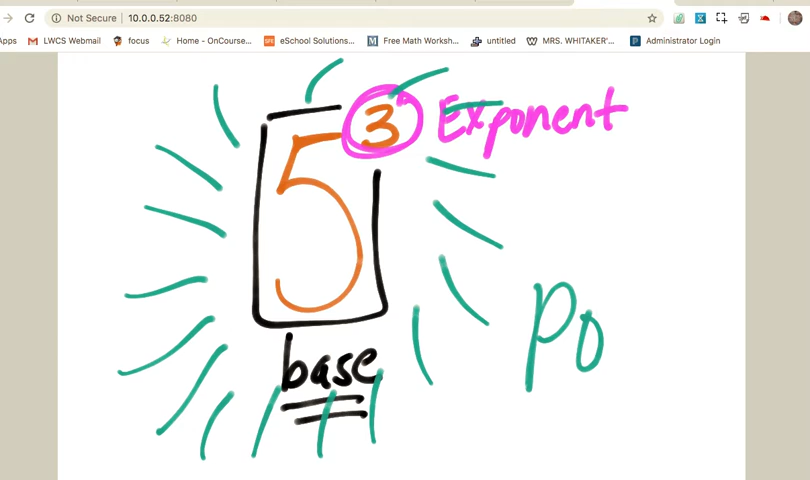 Not Secure 10.0.0.52:8080
Apps LWCS Webmail focus Home - OnCourse... eSchool Solutions... Free Math Worksh... untitled MRS. WHITAKER'... Administrator Login
5 3 Exponent
Po
base